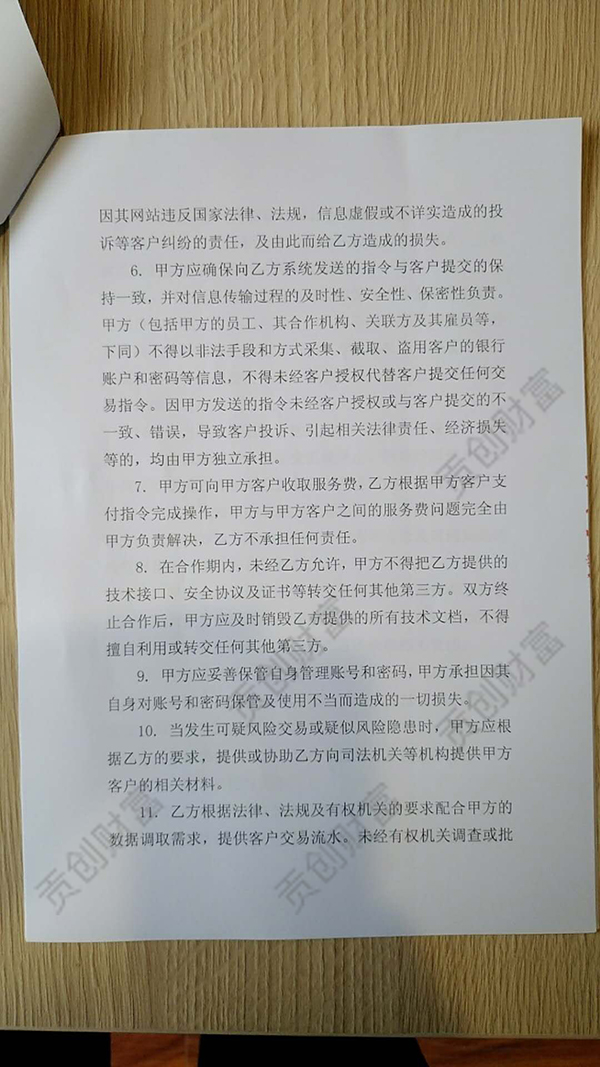 因其网站违反国家法律、法规，信息虚假或不详实造成的投
诉等客户纠纷的责任，及由此而给乙方造成的损失。
6. 甲方应确保向乙方系统发送的指令与客户提交的保
持一致，并对信息传输过程的及时性、安全性、保密性负责。
甲方（包括甲方的员工、其合作机构、关联方及其雇员等，
下同）不得以非法手段和方式采集、截取、盗用客户的银行
账户和密码等信息，不得未经客户授权代替客户提交任何交
易指令。因甲方发送的指令未经客户授权或与客户提交的不
一致、错误，导致客户投诉、引起相关法律责任、经济损失
等的，均由甲方独立承担。
7. 甲方可向甲方客户收取服务费，乙方根据甲方客户支
付指令完成操作，甲方与甲方客户之间的服务费问题完全由
甲方负责解决，乙方不承担任何责任。
8. 在合作期内，未经乙方允许，甲方不得把乙方提供的
技术接口、安全协议及证书等转交任何其他第三方。双方终
止合作后，甲方应及时销毁乙方提供的所有技术文档，不得
擅自利用或转交任何其他第三方。
9. 甲方应妥善保管自身管理账号和密码，甲方承担因其
自身对账号和密码保管及使用不当而造成的一切损失。
10. 当发生可疑风险交易或疑似风险隐患时，甲方应根
据乙方的要求，提供或协助乙方向司法机关等机构提供甲方
客户的相关材料。
11. 乙方根据法律、法规及有权机关的要求配合甲方的
数据调取需求，提供客户交易流水。未经有权机关调查或批
贡创财富
贡创财富
贡创财富
贡创财富
贡创财富